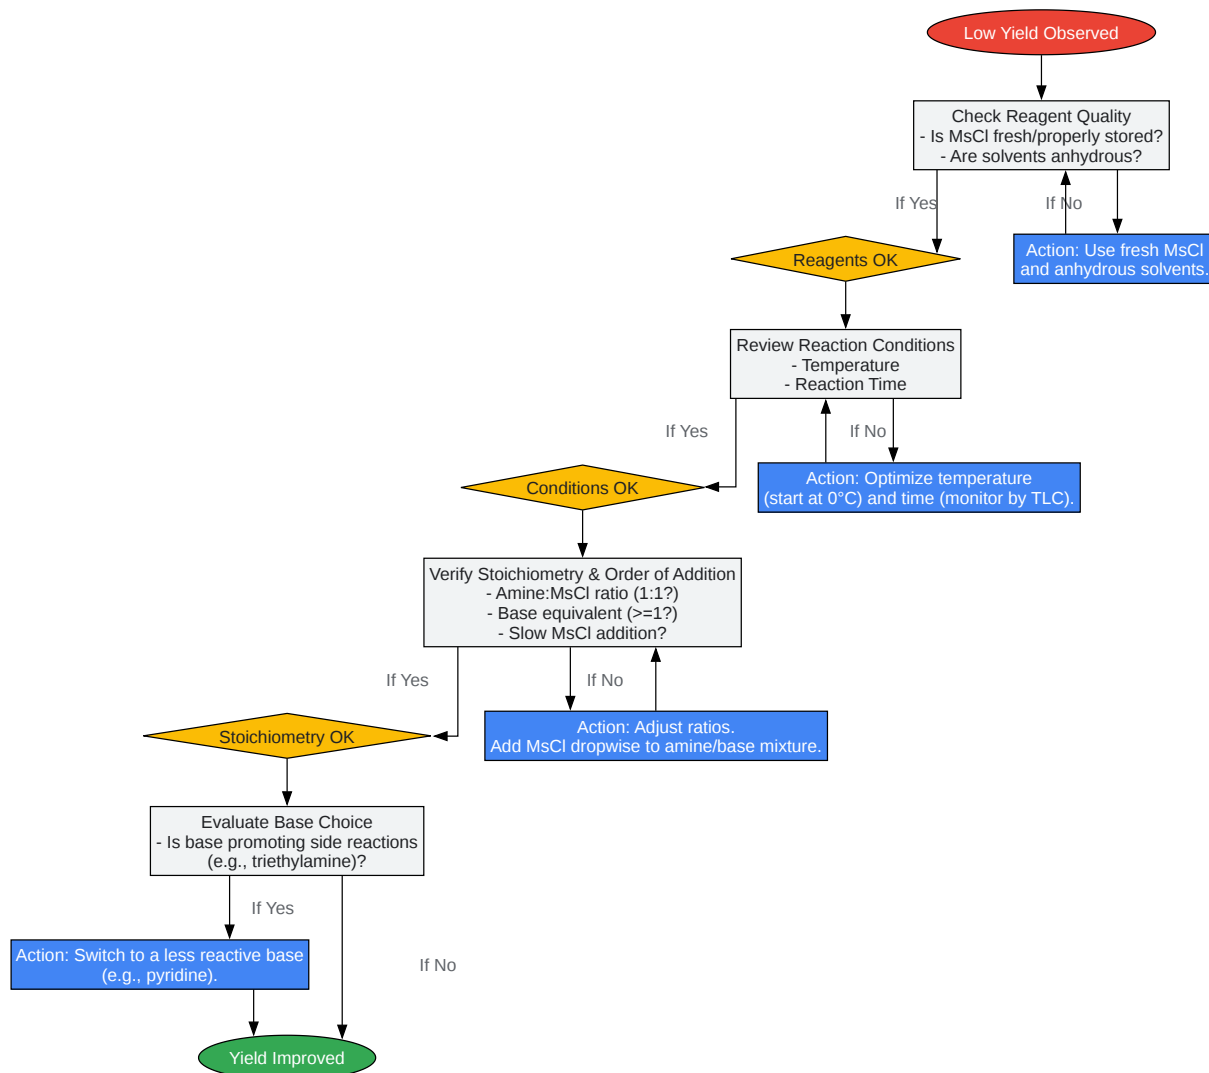 Low Yield Observed
Check Reagent Quality
- Is MsCl fresh/properly stored?
- Are solvents anhydrous?
If Yes
If No
Action: Use fresh MsCl
and anhydrous solvents.
Reagents OK
Review Reaction Conditions
- Temperature
- Reaction Time
If Yes
If No
Action: Optimize temperature
(start at 0°C) and time (monitor by TLC).
Conditions OK
Verify Stoichiometry & Order of Addition
- Amine:MsCl ratio (1:1?)
- Base equivalent (>=1?)
- Slow MsCl addition?
If Yes
If No
Action: Adjust ratios.
Add MsCl dropwise to amine/base mixture.
Stoichiometry OK
Evaluate Base Choice
- Is base promoting side reactions
(e.g., triethylamine)?
If Yes
Action: Switch to a less reactive base
(e.g., pyridine).
If No
Yield Improved